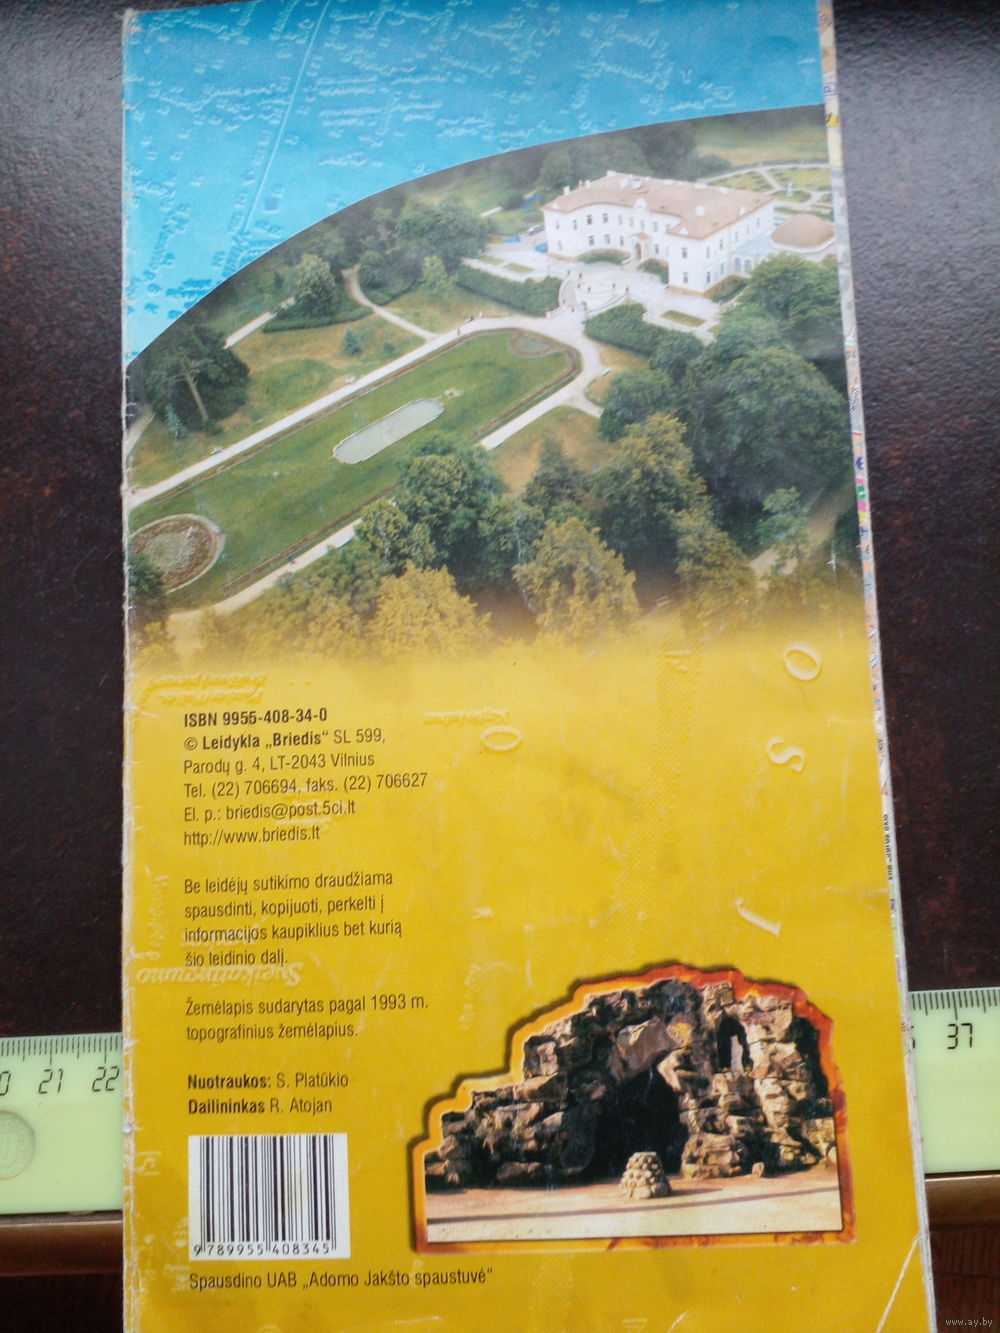 ISBN 9955-408-34-0
© Leidykla „Briedis“ SL 599,
Parodų g. 4, LT-2043 Vilnius
Tel. (22) 706694, faks. (22) 706627
El. p.: briedis@post.5ci.lt
http://www.briedis.lt
Be leidėjų sutikimo draudžiama
spausdinti, kopijuoti, perkelti į
informacijos kaupiklius bet kurią
šio leidinio dalį.
Žemėlapis sudarytas pagal 1993 m.
topografinius žemėlapius.
Nuotraukos: S. Platūkio
Dailininkas R. Atojan
9 789955 408345
Spausdino UAB „Adomo Jakšto spaustuvė“
21 22
37
www.ay.by